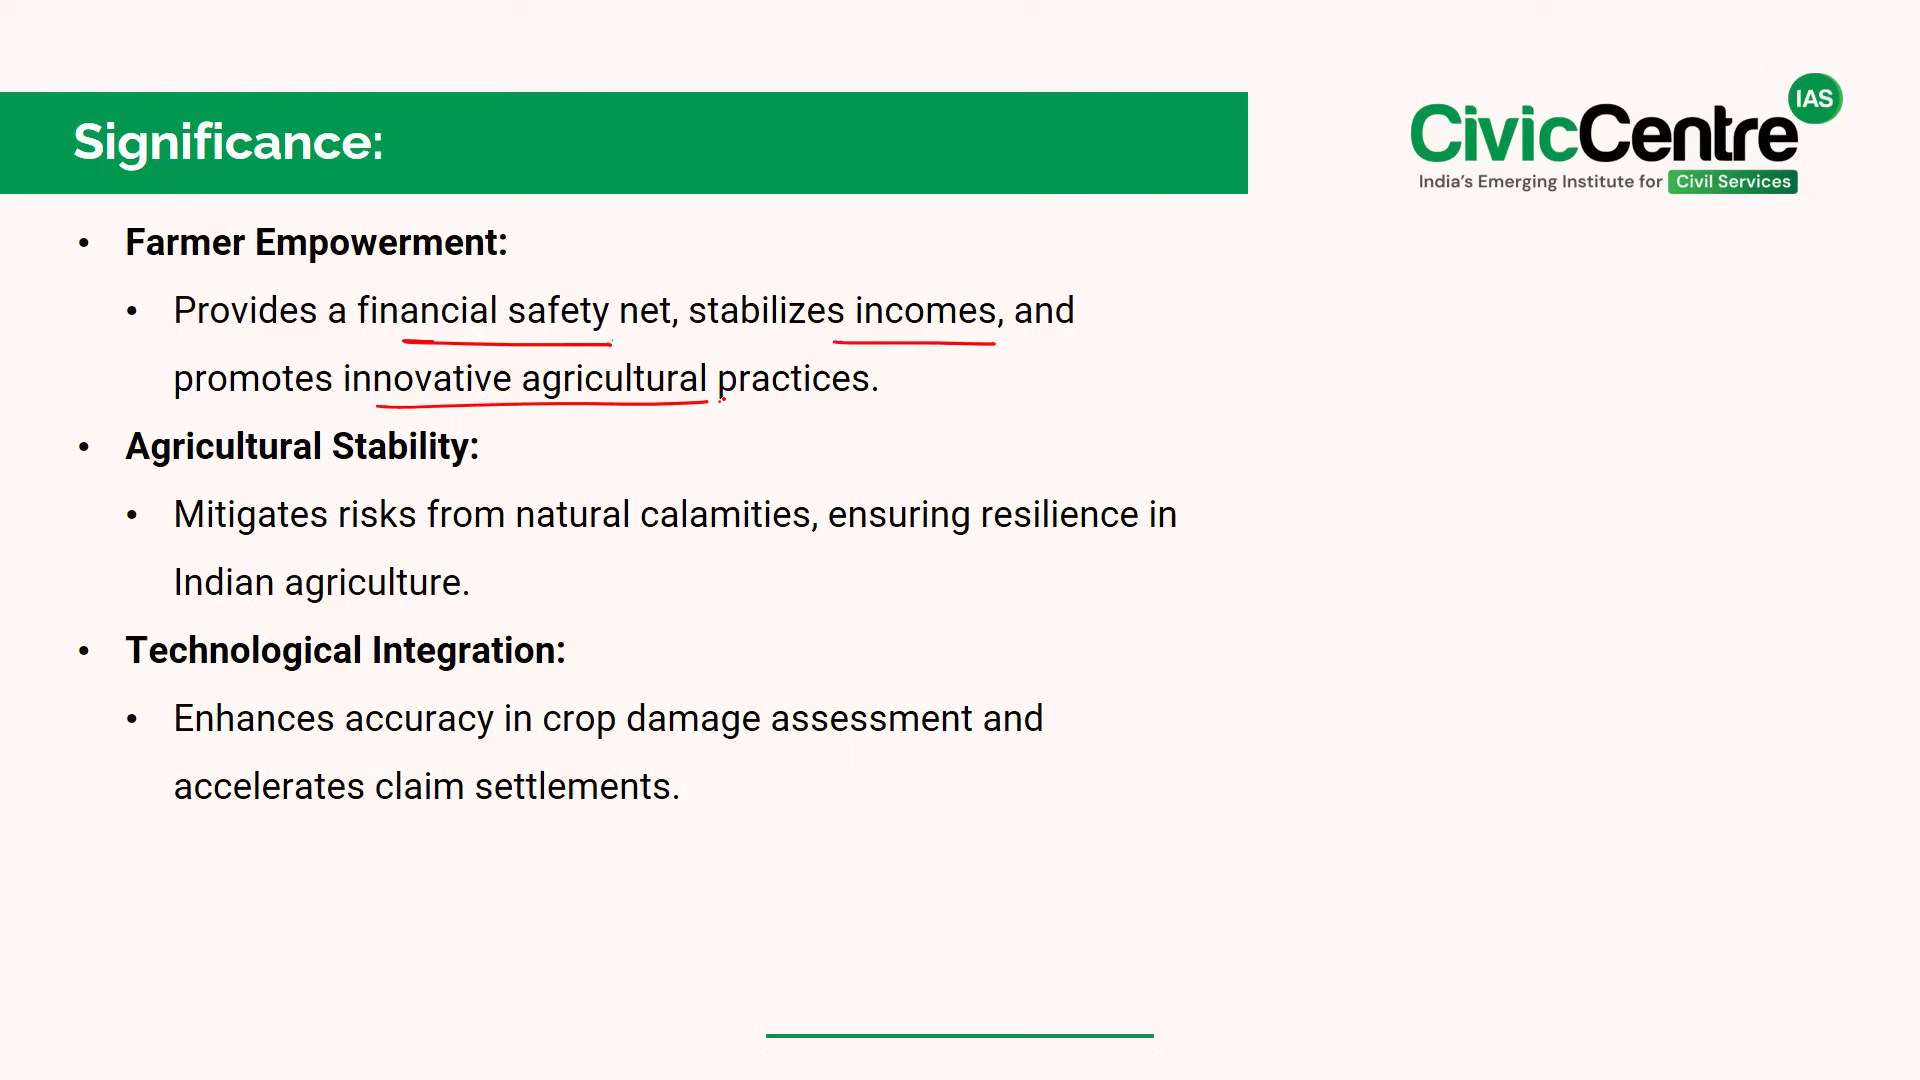 Significance:
CivicCentre IAS
India's Emerging Institute for Civil Services
• Farmer Empowerment:
• Provides a financial safety net, stabilizes incomes, and
promotes innovative agricultural practices.
• Agricultural Stability:
• Mitigates risks from natural calamities, ensuring resilience in
Indian agriculture.
• Technological Integration:
• Enhances accuracy in crop damage assessment and
accelerates claim settlements.